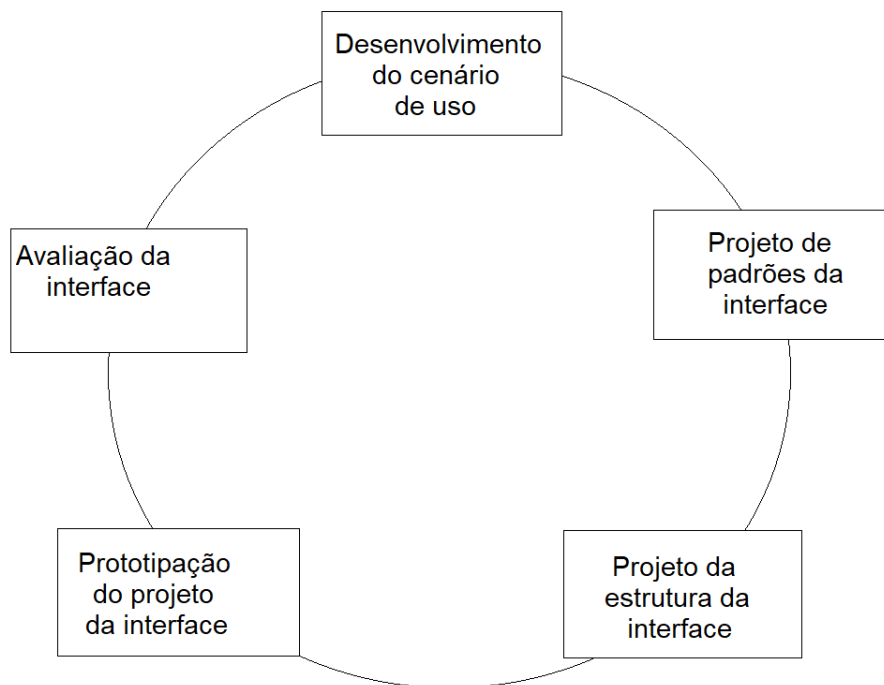 Desenvolvimento
do cenário
de uso
Projeto de
padrões da
interface
Projeto da
estrutura da
interface
Prototipação
do projeto
da interface
Avaliação da
interface